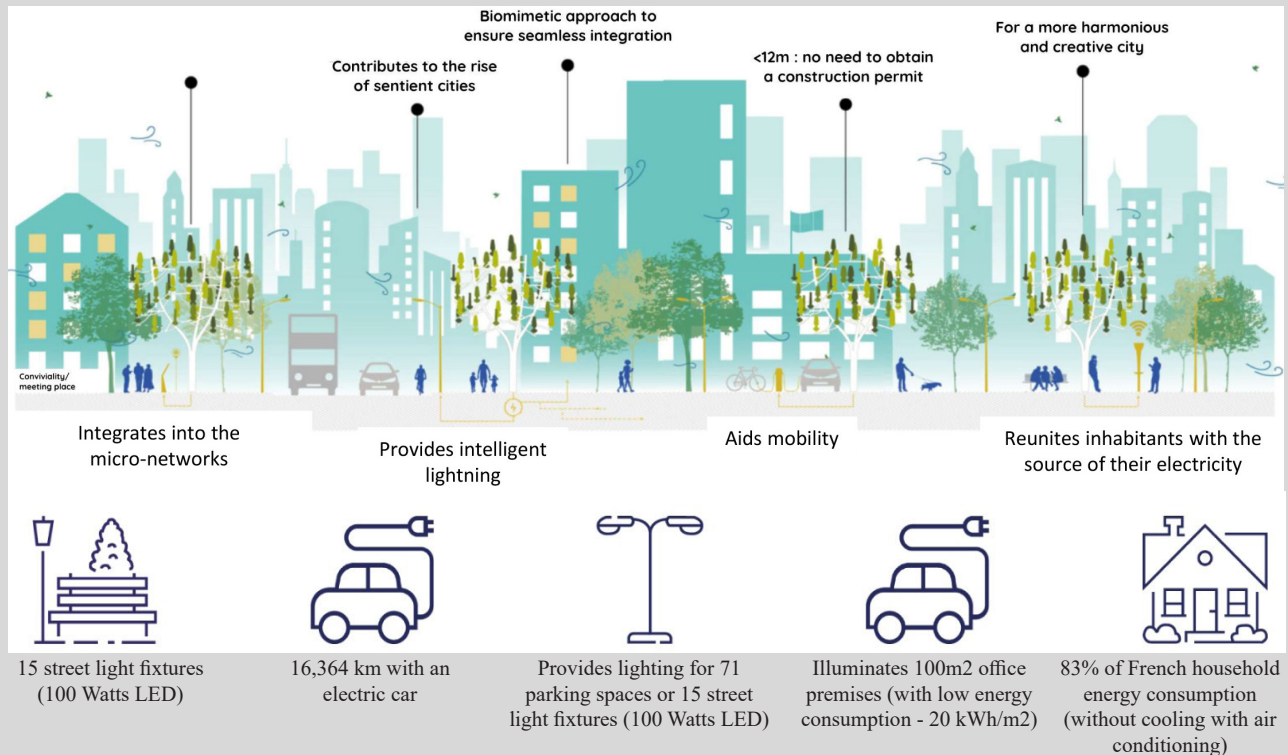 Biomimetic approach to
ensure seamless integration
For a more harmonious
and creative city
Contributes to the rise
of sentient cities
<12m : no need to obtain
a construction permit
Conviviality/
meeting place
Integrates into the
micro-networks
Provides intelligent
lightning
Aids mobility
Reunites inhabitants with the
source of their electricity
15 street light fixtures
(100 Watts LED)
16,364 km with an
electric car
Provides lighting for 71
parking spaces or 15 street
light fixtures (100 Watts LED)
Illuminates 100m2 office
premises (with low energy
consumption - 20 kWh/m2)
83% of French household
energy consumption
(without cooling with air
conditioning)